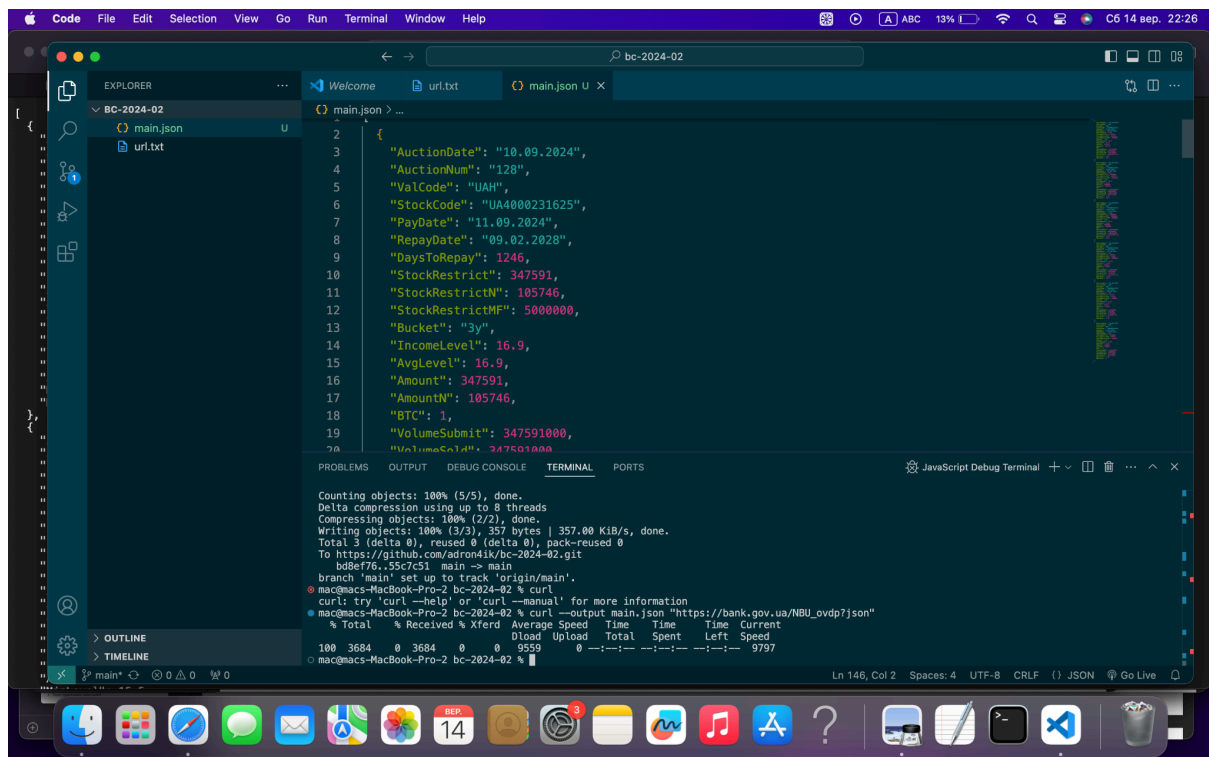 Code File Edit Selection View Go Run Terminal Window Help A ABC 13% Сб 14 вер. 22:26
bc-2024-02
EXPLORER ...
Welcome url.txt {} main.json U ×
BC-2024-02
{} main.json > ...
{} main.json U
url.txt
1
2 {
3 "AuctionDate": "10.09.2024",
4 "AuctionNum": "128",
5 "ValCode": "UAH",
6 "StockCode": "UA4000231625",
7 "PayDate": "11.09.2024",
8 "RepayDate": "09.02.2028",
9 "DaysToRepay": 1246,
10 "StockRestrict": 347591,
11 "StockRestrictN": 105746,
12 "StockRestrictMF": 5000000,
13 "Bucket": "3y",
14 "IncomeLevel": 16.9,
15 "AvgLevel": 16.9,
16 "Amount": 347591,
17 "AmountN": 105746,
18 "BTC": 1,
19 "VolumeSubmit": 347591000,
20 "VolumeSold": 347591000
PROBLEMS OUTPUT DEBUG CONSOLE TERMINAL PORTS JavaScript Debug Terminal
Counting objects: 100% (5/5), done.
Delta compression using up to 8 threads
Compressing objects: 100% (2/2), done.
Writing objects: 100% (3/3), 357 bytes | 357.00 KiB/s, done.
Total 3 (delta 0), reused 0 (delta 0), pack-reused 0
To https://github.com/adron4ik/bc-2024-02.git
bd8ef76..55c7c51 main -> main
branch 'main' set up to track 'origin/main'.
mac@macs-MacBook-Pro-2 bc-2024-02 % curl
curl: try 'curl --help' or 'curl --manual' for more information
mac@macs-MacBook-Pro-2 bc-2024-02 % curl --output main.json "https://bank.gov.ua/NBU_ovdp?json"
% Total % Received % Xferd Average Speed Time Time Time Current
Dload Upload Total Spent Left Speed
100 3684 0 3684 0 0 9559 0 --:--:-- --:--:-- --:--:-- 9797
mac@macs-MacBook-Pro-2 bc-2024-02 %
OUTLINE
TIMELINE
main* 0 0 0 Ln 146, Col 2 Spaces: 4 UTF-8 CRLF {} JSON Go Live
ВЕР.
14
3